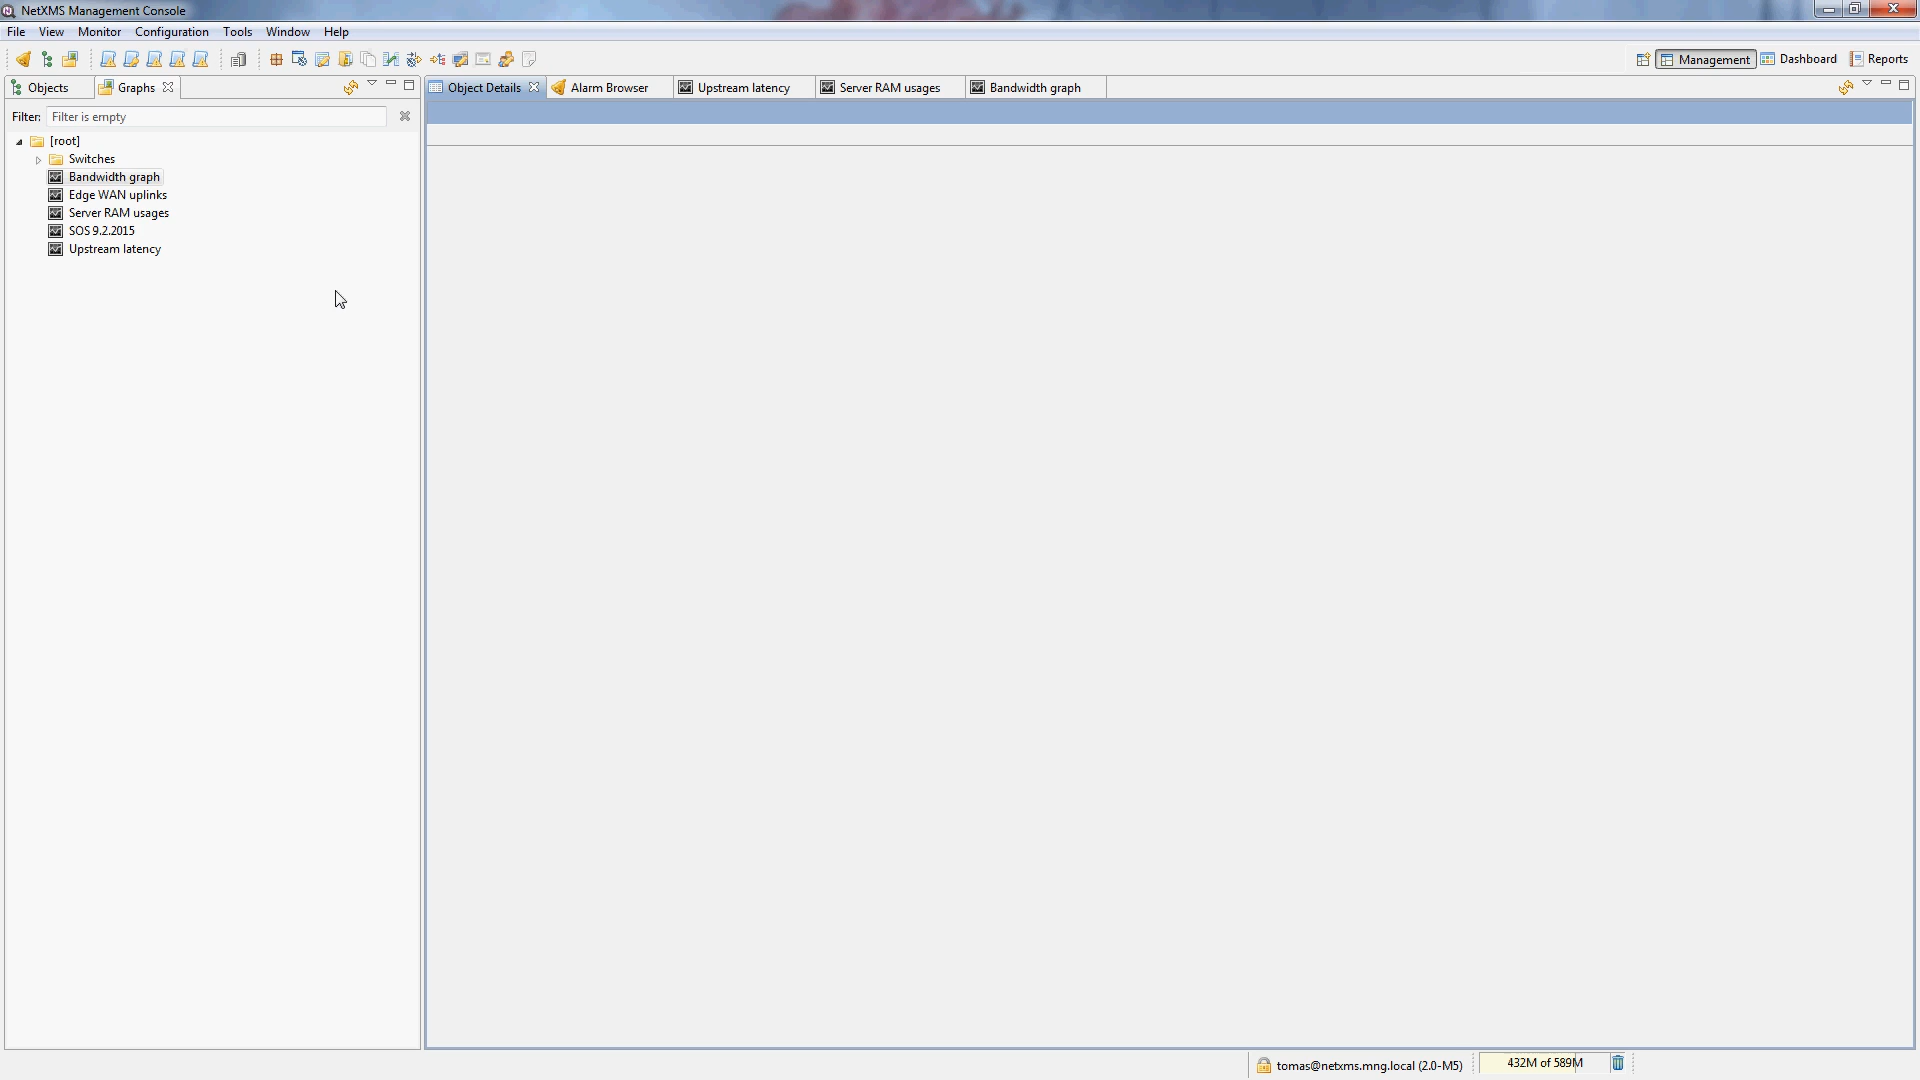 NetXMS Management Console
File View Monitor Configuration Tools Window Help
Management Dashboard Reports
Objects Graphs
Object Details Alarm Browser Upstream latency Server RAM usages Bandwidth graph
Filter: Filter is empty
[root]
Switches
Bandwidth graph
Edge WAN uplinks
Server RAM usages
SOS 9.2.2015
Upstream latency
tomas@netxms.mng.local (2.0-M5) 432M of 589M